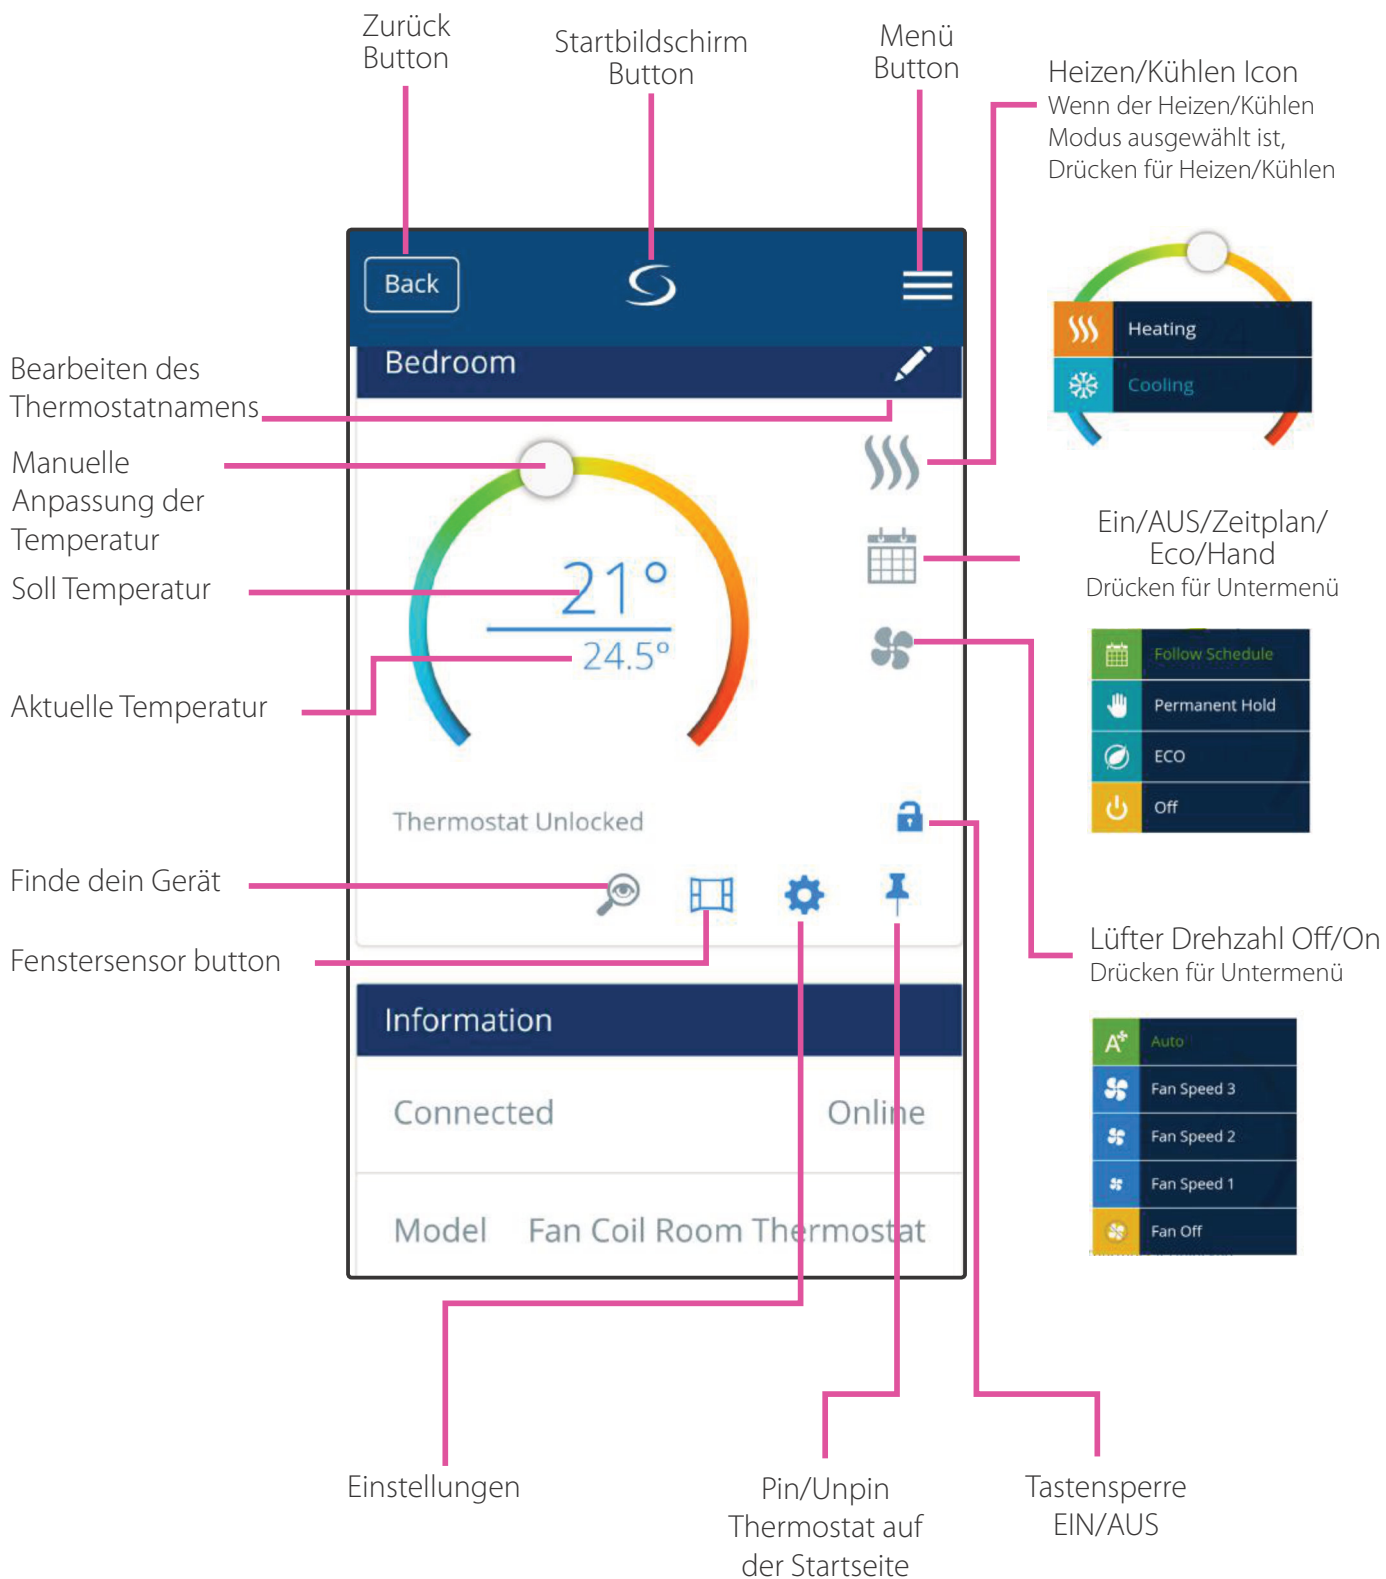 Zurück
Button
Startbildschirm
Button
Menü
Button
Heizen/Kühlen Icon
Wenn der Heizen/Kühlen
Modus ausgewählt ist,
Drücken für Heizen/Kühlen
Back
Heating
Cooling
Bedroom
Bearbeiten des
Thermostatnamens
Manuelle
Anpassung der
Temperatur
Soll Temperatur
21°
24.5°
Aktuelle Temperatur
Ein/AUS/Zeitplan/
Eco/Hand
Drücken für Untermenü
Follow Schedule
Permanent Hold
ECO
Off
Thermostat Unlocked
Finde dein Gerät
Fenstersensor button
Lüfter Drehzahl Off/On
Drücken für Untermenü
A
Auto
Fan Speed 3
Fan Speed 2
Fan Speed 1
Fan Off
Information
Connected Online
Model Fan Coil Room Thermostat
Einstellungen
Pin/Unpin
Thermostat auf
der Startseite
Tastensperre
EIN/AUS